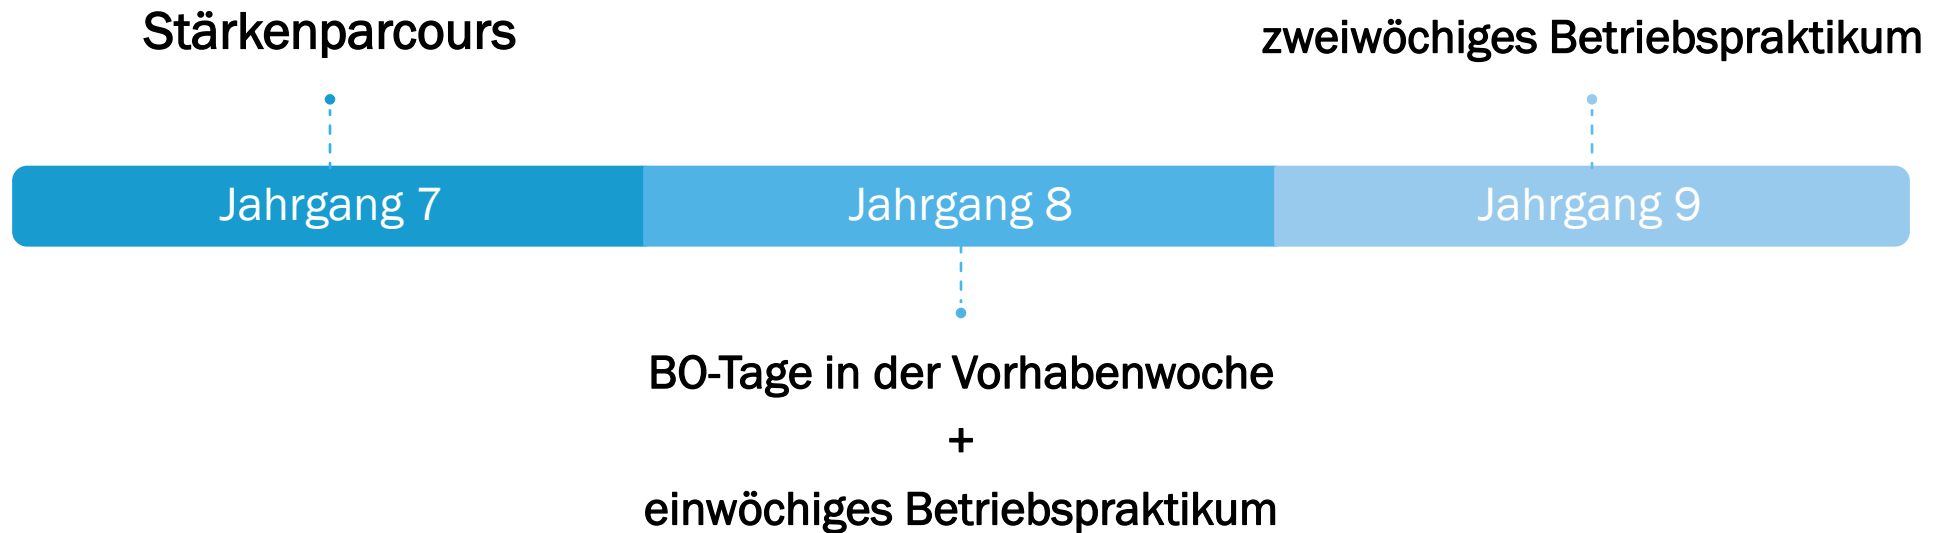 Stärkenparcours
zweiwöchiges Betriebspraktikum
Jahrgang 7
Jahrgang 8
Jahrgang 9
BO-Tage in der Vorhabenwoche
+
einwöchiges Betriebspraktikum